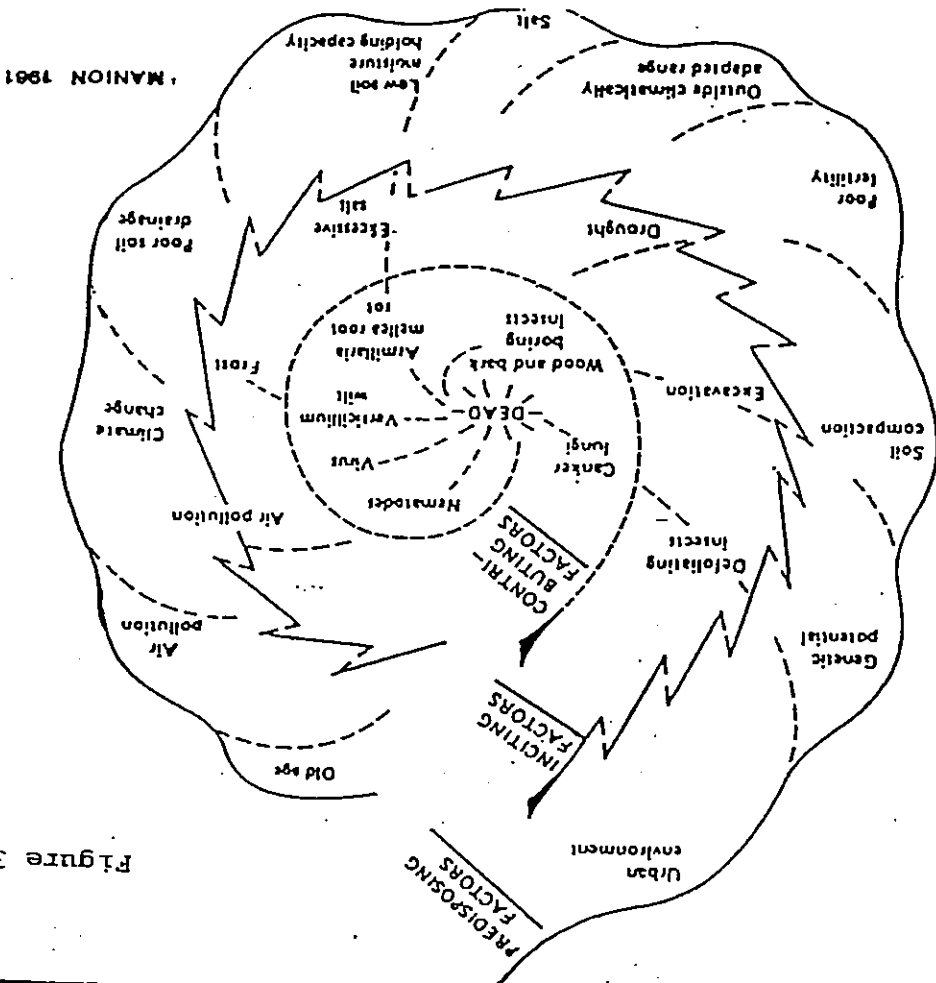 Figure 3
PREDISPOSING
FACTORS
Urban
environment
Old age
INCITING
FACTORS
Genetic
potential
Air
pollution
CONTRI-
BUTING
FACTORS
Defoliating
insects
Air pollution
Nematodes
Virus
Canker
fungi
Soil
compaction
Climate
change
Verticillium
wilt
DEAD
Excavation
Frost
Wood and bark
boring
insects
Armillaria
mellea root
rot
Drought
Excessive
salt
Poor soil
drainage
Poor
fertility
Outside climatically
adapted range
Low soil
moisture
holding capacity
Salt
MANION 1981